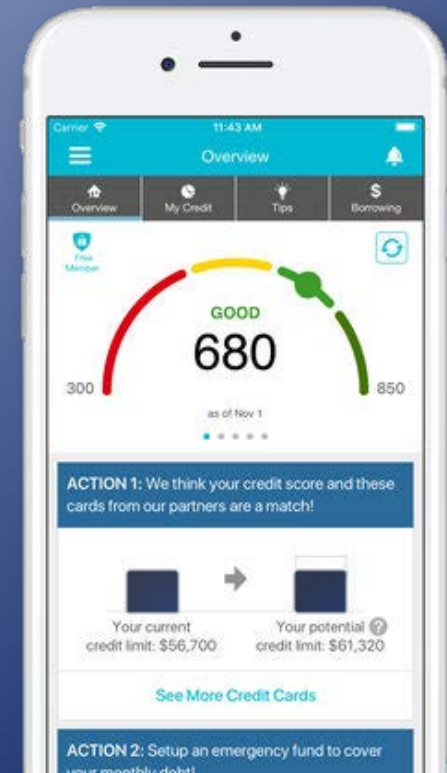 Carrier
11:43 AM
Overview
Overview
My Credit
Tips
$
Borrowing
Free
Member
GOOD
680
300
850
as of Nov 1
ACTION 1: We think your credit score and these
cards from our partners are a match!
Your current
credit limit: $56,700
Your potential ?
credit limit: $61,320
See More Credit Cards
ACTION 2: Setup an emergency fund to cover
your monthly debt!